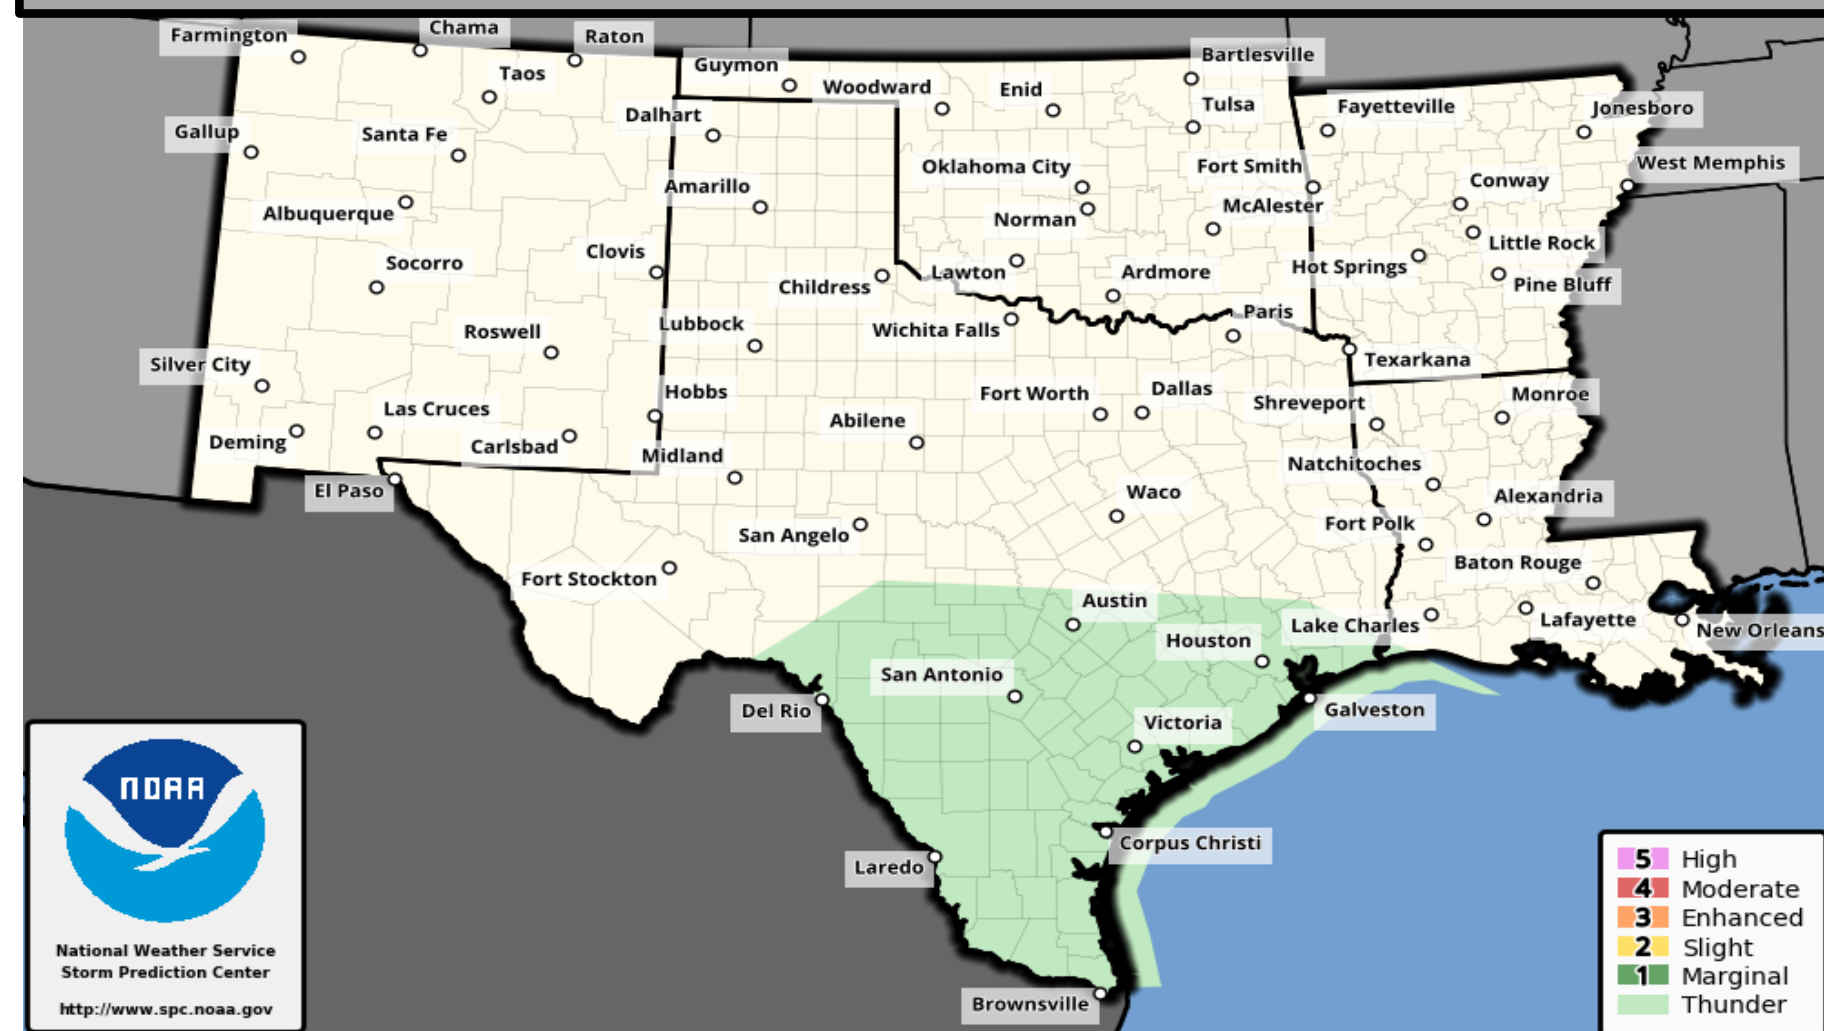 Farmington
Chama
Raton
Taos
Guymon
Woodward
Enid
Bartlesville
Dalhart
Tulsa
Fayetteville
Jonesboro
Gallup
Santa Fe
Oklahoma City
Fort Smith
West Memphis
Conway
Amarillo
Albuquerque
Norman
McAlester
Little Rock
Socorro
Clovis
Childress
Lawton
Ardmore
Hot Springs
Pine Bluff
Roswell
Lubbock
Wichita Falls
Paris
Texarkana
Silver City
Hobbs
Fort Worth
Dallas
Shreveport
Monroe
Las Cruces
Abilene
Deming
Carlsbad
Midland
Natchitoches
El Paso
Waco
Alexandria
San Angelo
Fort Polk
Fort Stockton
Baton Rouge
Austin
Lake Charles
Lafayette
New Orleans
Houston
San Antonio
Del Rio
Victoria
Galveston
Corpus Christi
Laredo
Brownsville
NOAA
National Weather Service
Storm Prediction Center
http://www.spc.noaa.gov
5 High
4 Moderate
3 Enhanced
2 Slight
1 Marginal
Thunder